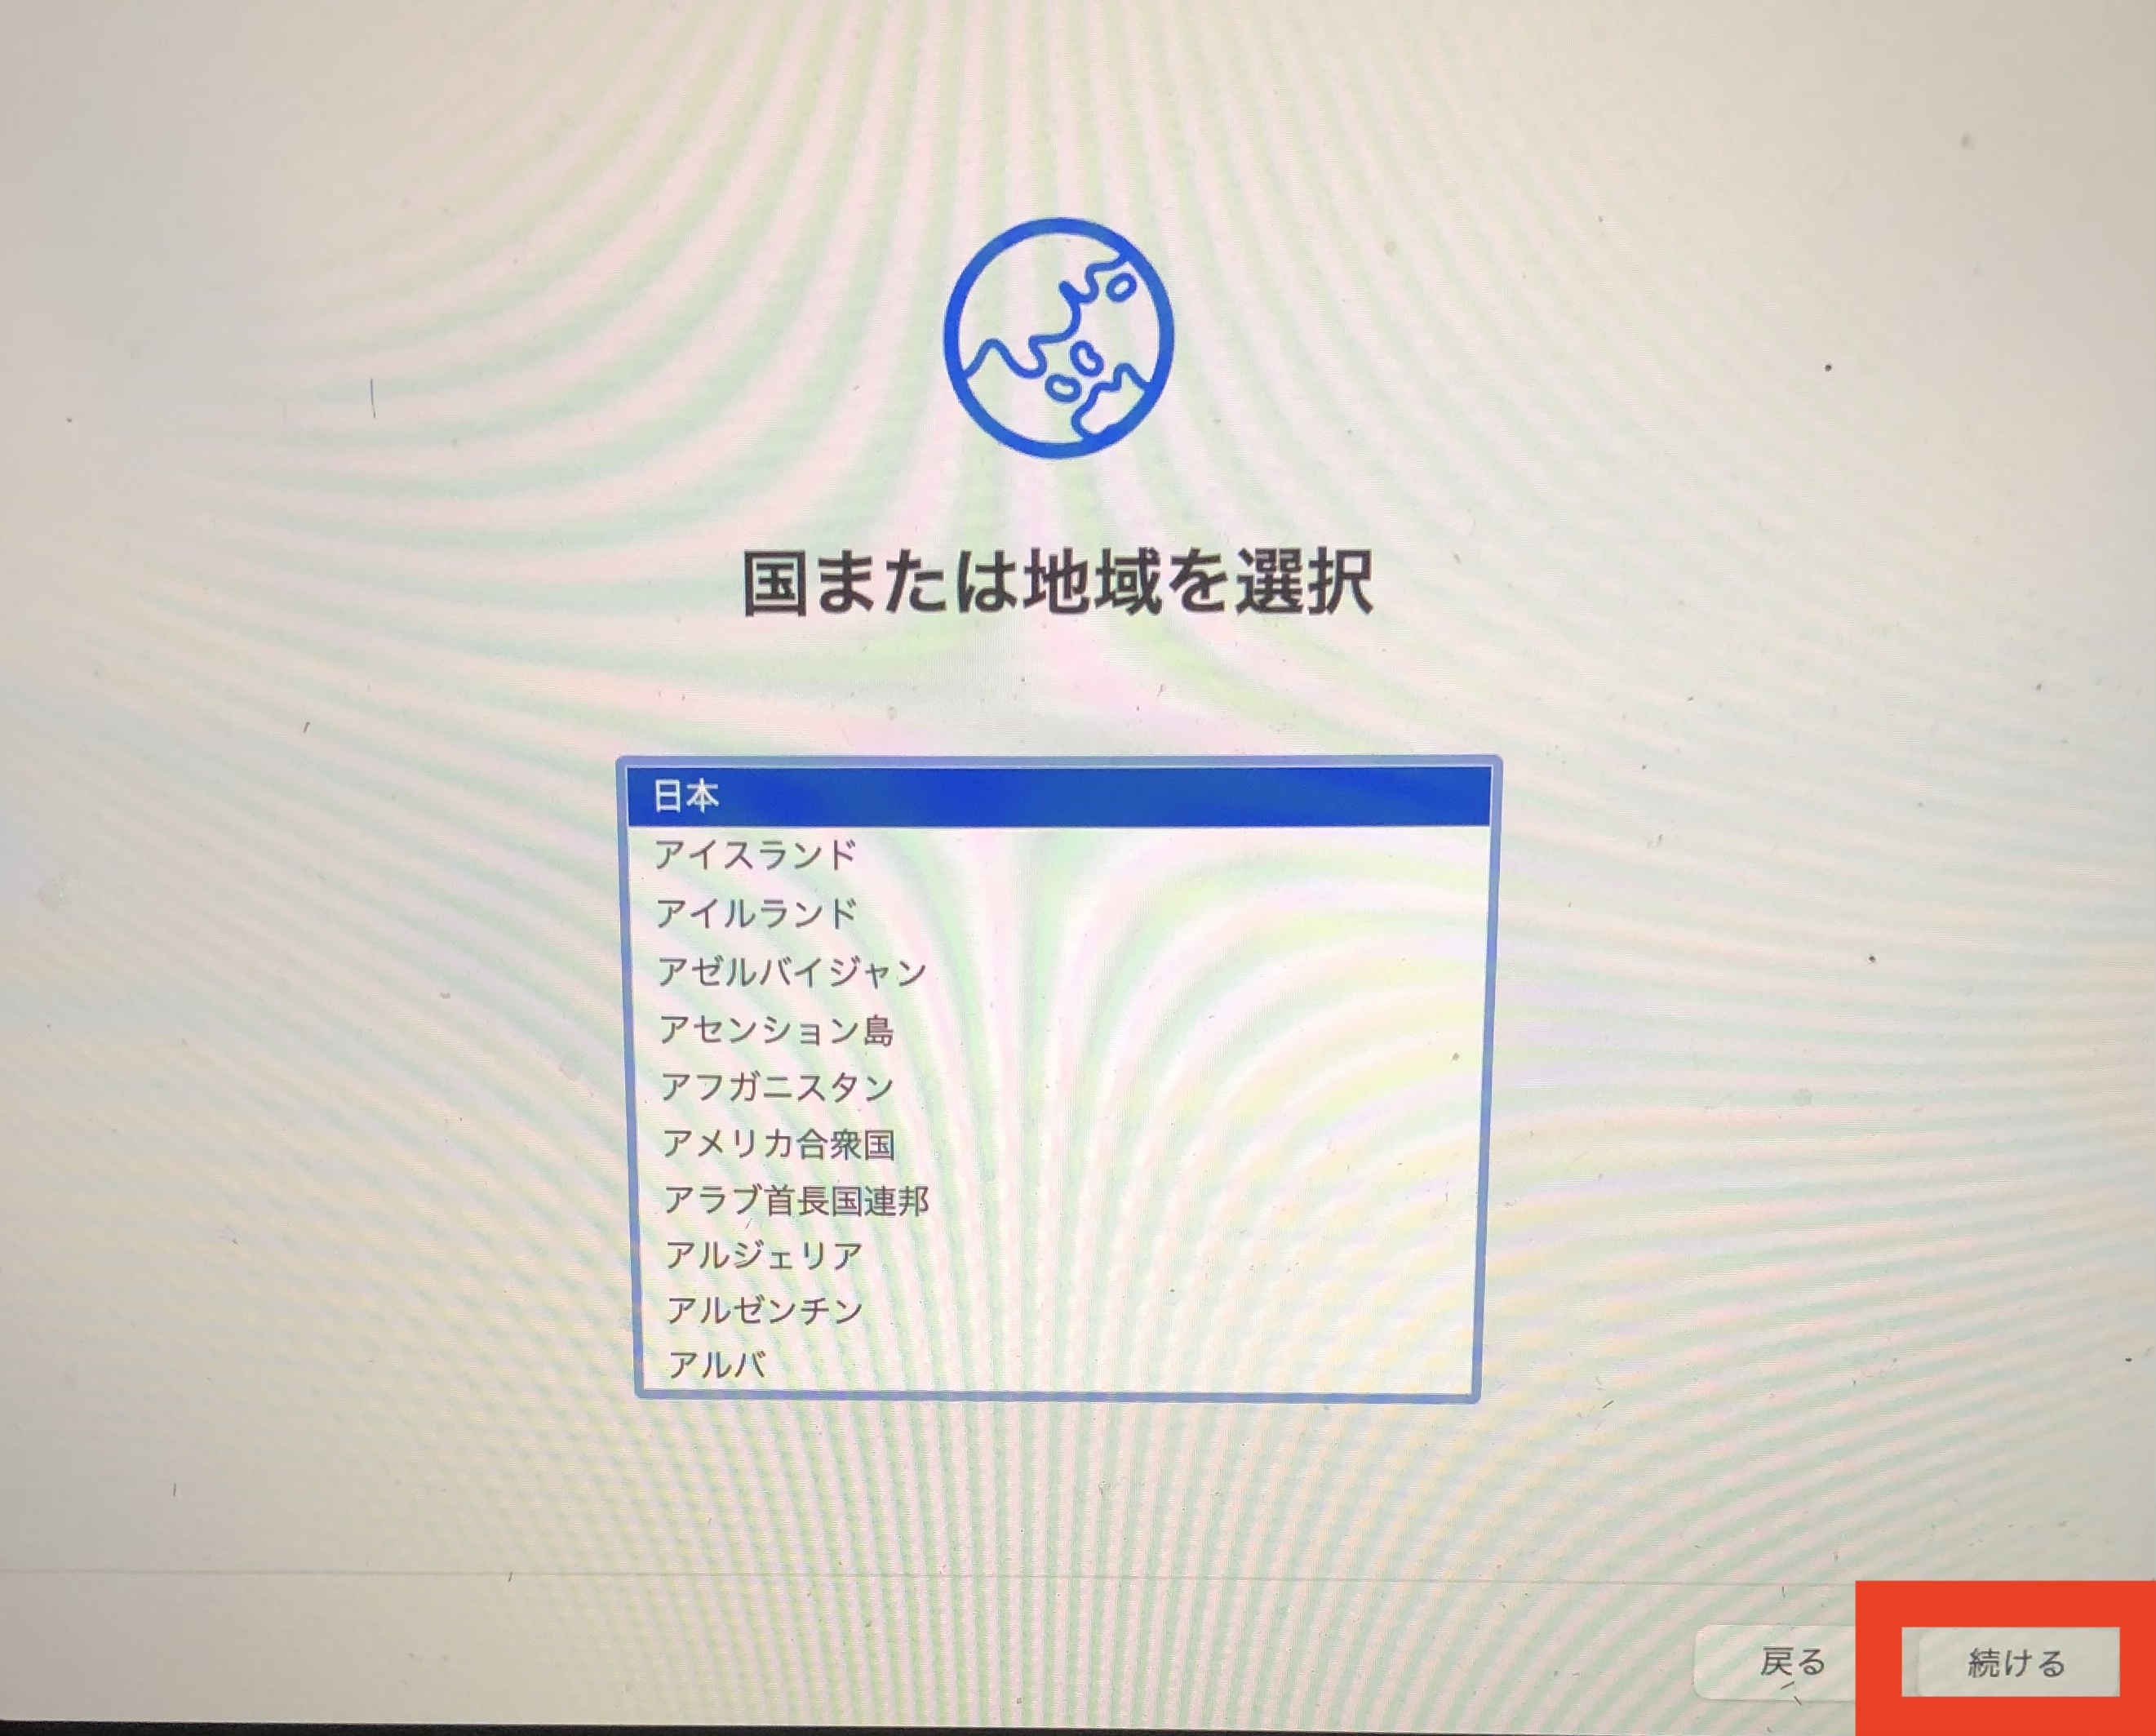 国または地域を選択
日本
アイスランド
アイルランド
アゼルバイジャン
アセンション島
アフガニスタン
アメリカ合衆国
アラブ首長国連邦
アルジェリア
アルゼンチン
アルバ
戻る
続ける